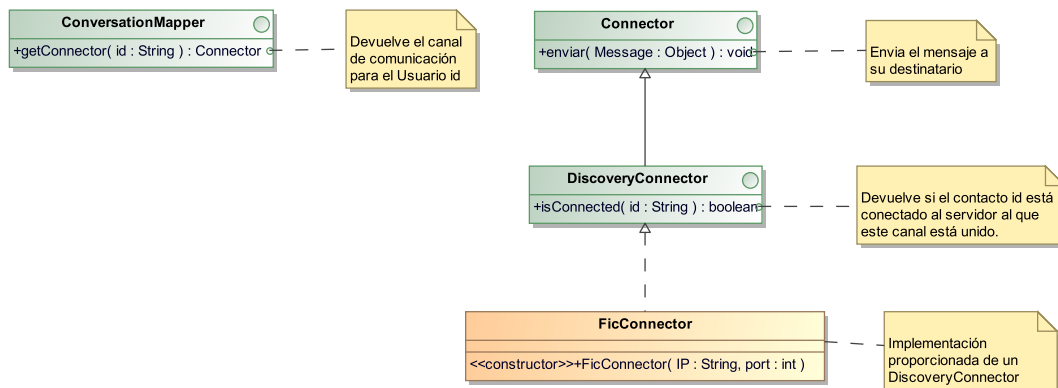 ConversationMapper
+getConnector( id : String ) : Connector
Devuelve el canal
de comunicación
para el Usuario id
Connector
+enviar( Message : Object ) : void
Envia el mensaje a
su destinatario
DiscoveryConnector
+isConnected( id : String ) : boolean
Devuelve si el contacto id está
conectado al servidor al que
este canal está unido.
FicConnector
<<constructor>>+FicConnector( IP : String, port : int )
Implementación
proporcionada de un
DiscoveryConnector